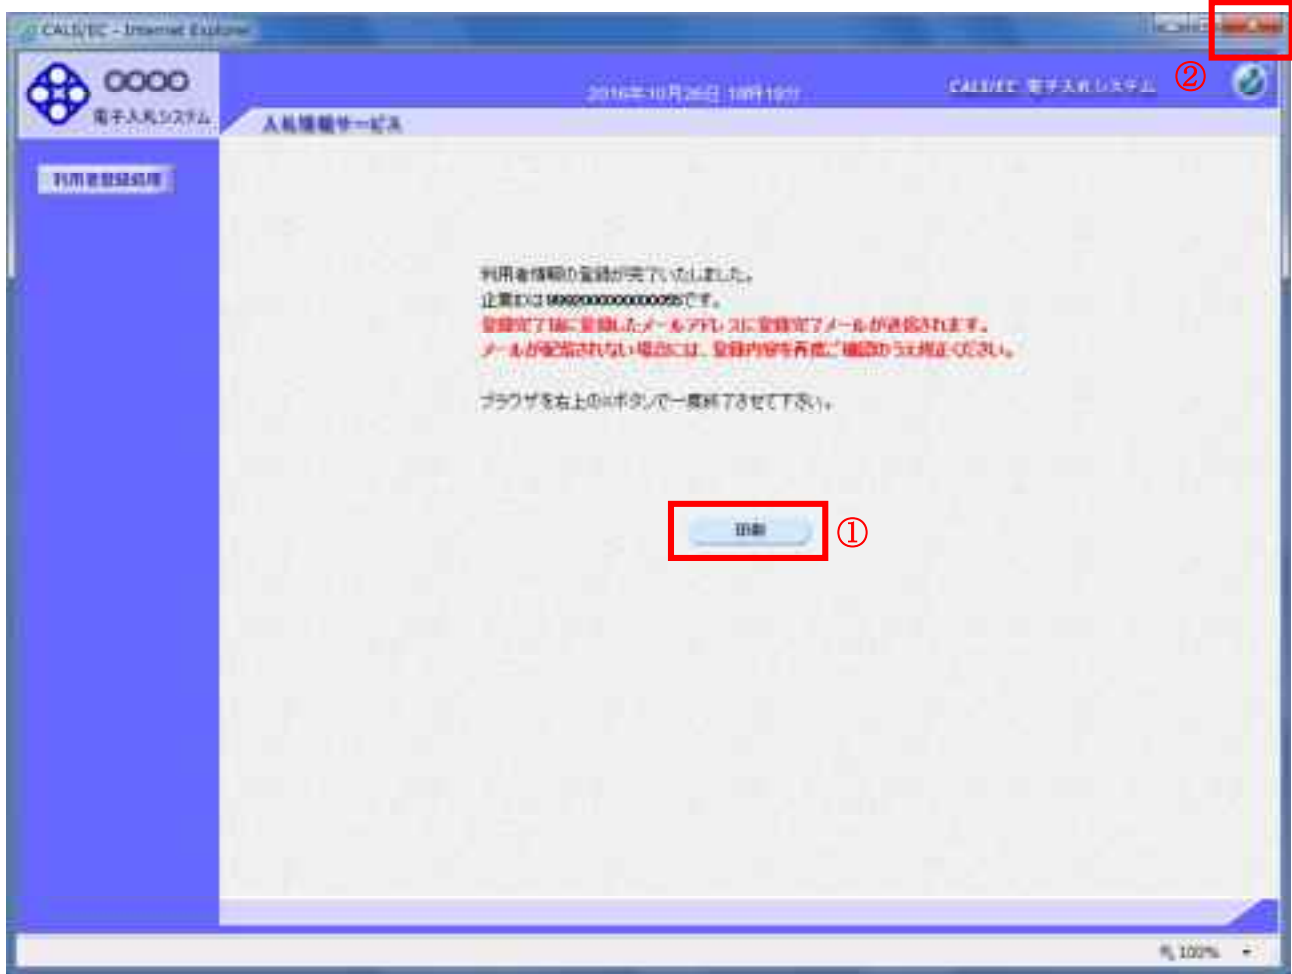 CALS/EC - Internet Explorer
②
〇〇〇〇
電子入札システム
2016年10月26日 18時19分
CALS/EC 電子入札システム
入札情報サービス
利用者登録処理
利用者情報の登録が完了いたしました。
企業IDは です。
登録完了後に登録したメールアドレスに登録完了メールが送信されます。
メールが配信されない場合には、登録内容を再度ご確認のうえ修正ください。
ブラウザを右上の×ボタンで一度終了させて下さい。
印刷
①
100%